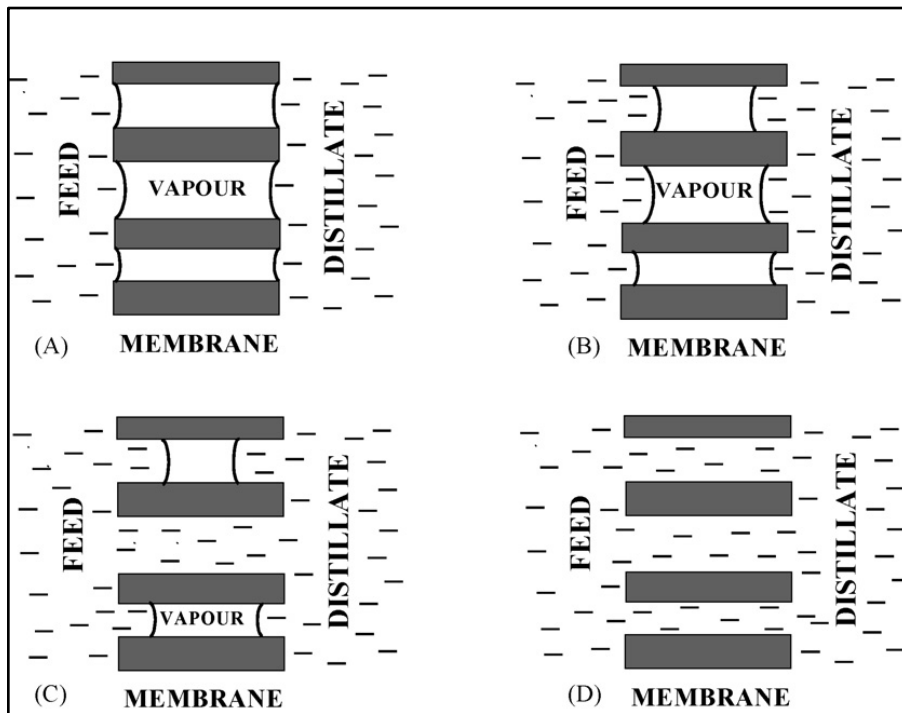 FEED
VAPOUR
DISTILLATE
(A) MEMBRANE
FEED
VAPOUR
DISTILLATE
(B) MEMBRANE
FEED
VAPOUR
DISTILLATE
(C) MEMBRANE
FEED
DISTILLATE
(D) MEMBRANE